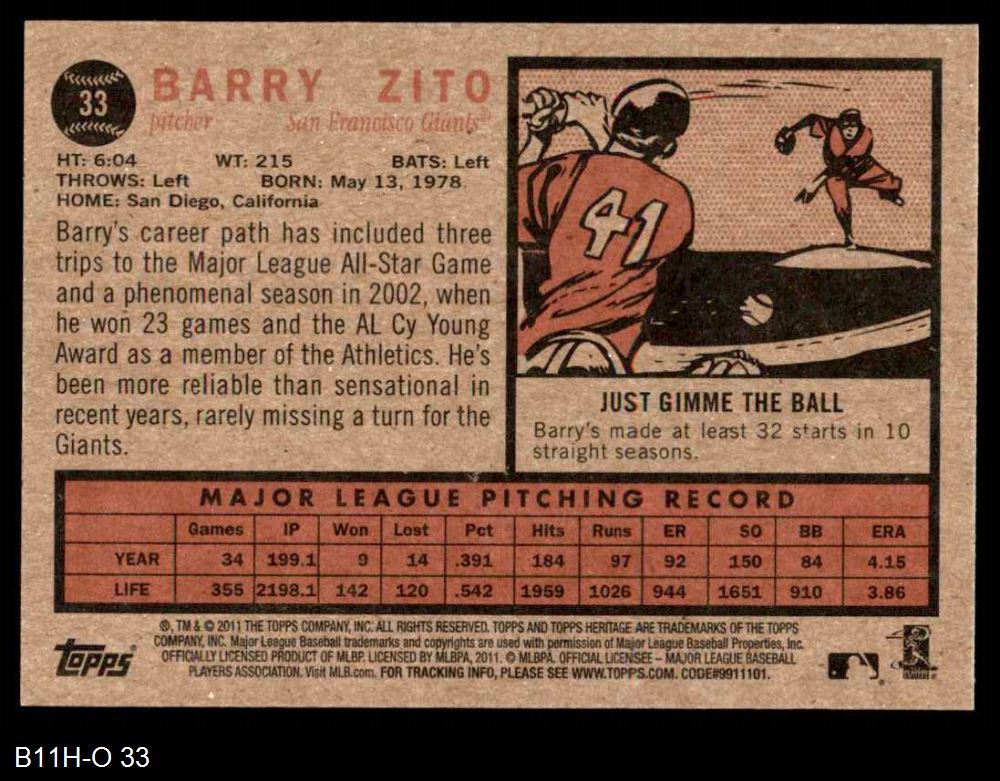 33
BARRY ZITO
pitcher San Francisco Giants®
HT: 6:04 WT: 215 BATS: Left
THROWS: Left BORN: May 13, 1978
HOME: San Diego, California
Barry's career path has included three
trips to the Major League All-Star Game
and a phenomenal season in 2002, when
he won 23 games and the AL Cy Young
Award as a member of the Athletics. He's
been more reliable than sensational in
recent years, rarely missing a turn for the
Giants.
41
JUST GIMME THE BALL
Barry's made at least 32 starts in 10
straight seasons.
MAJOR LEAGUE PITCHING RECORD
Games IP Won Lost Pct Hits Runs ER SO BB ERA
YEAR 34 199.1 9 14 .391 184 97 92 150 84 4.15
LIFE 355 2198.1 142 120 .542 1959 1026 944 1651 910 3.86
®, TM & © 2011 THE TOPPS COMPANY, INC. ALL RIGHTS RESERVED. TOPPS AND TOPPS HERITAGE ARE TRADEMARKS OF THE TOPPS
COMPANY, INC. Major League Baseball trademarks and copyrights are used with permission of Major League Baseball Properties, Inc.
OFFICIALLY LICENSED PRODUCT OF MLBP. LICENSED BY MLBPA, 2011. © MLBPA. OFFICIAL LICENSEE – MAJOR LEAGUE BASEBALL
PLAYERS ASSOCIATION. Visit MLB.com. FOR TRACKING INFO, PLEASE SEE WWW.TOPPS.COM. CODE#9911101.
topps
B11H-O 33